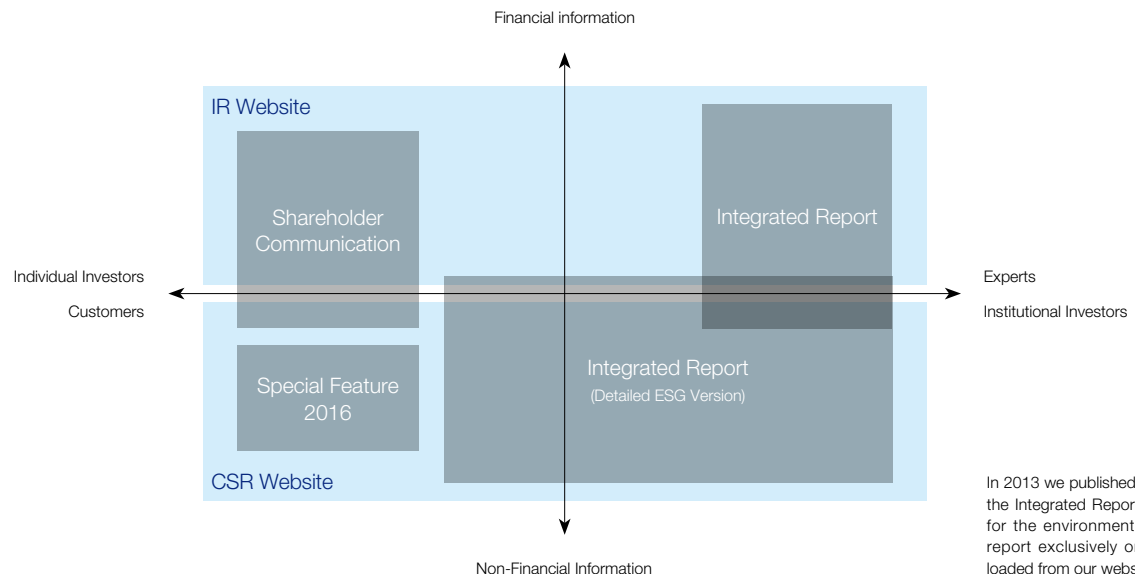 Financial information
IR Website
Shareholder
Communication
Integrated Report
Individual Investors
Customers
Experts
Institutional Investors
Integrated Report
(Detailed ESG Version)
Special Feature
2016
CSR Website
Non-Financial Information
In 2013 we published
the Integrated Repor
for the environment
report exclusively o
loaded from our webs